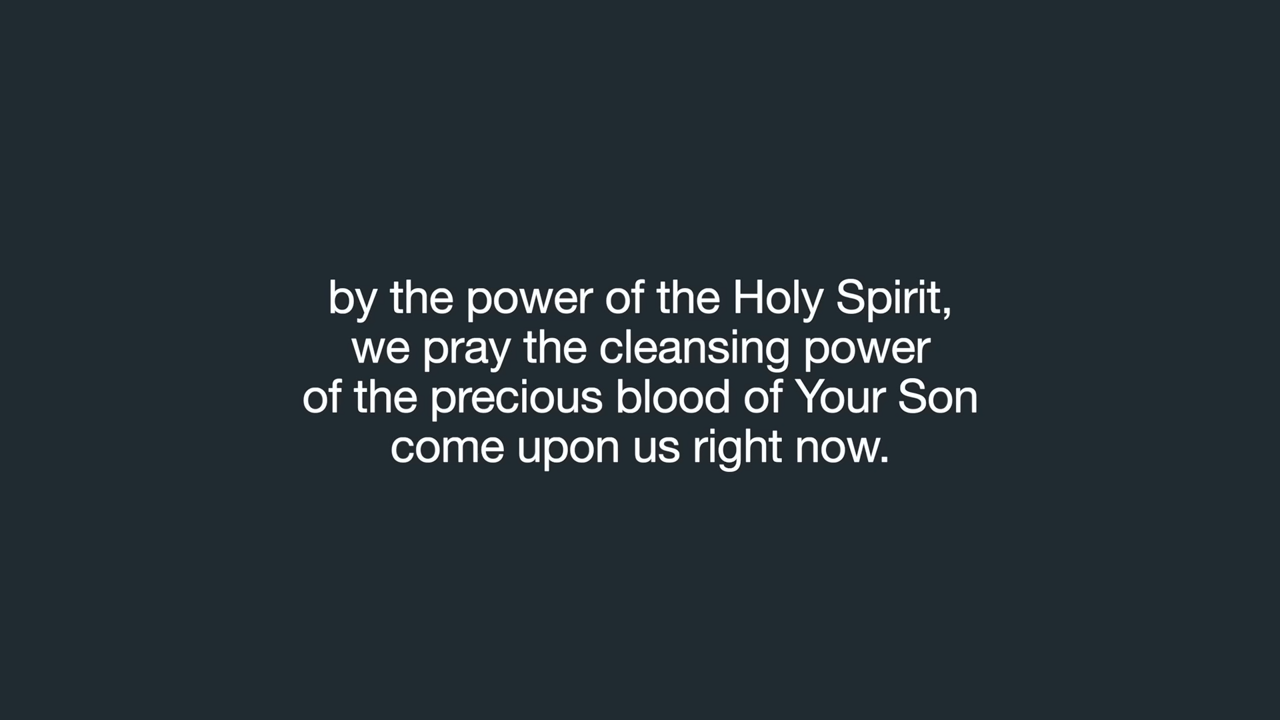 by the power of the Holy Spirit,
we pray the cleansing power
of the precious blood of Your Son
come upon us right now.